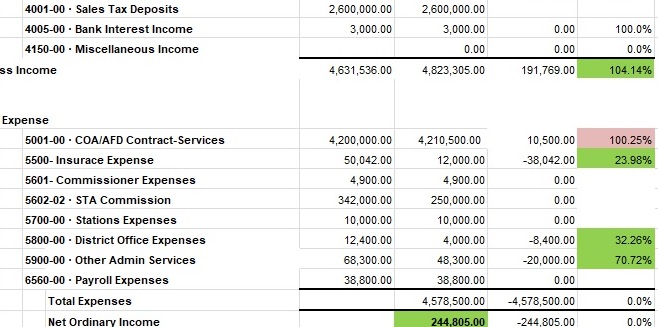 4001-00 · Sales Tax Deposits 2,600,000.00 2,600,000.00
4005-00 · Bank Interest Income 3,000.00 3,000.00 0.00 100.0%
4150-00 · Miscellaneous Income 0.00 0.00 0.0%
ss Income 4,631,536.00 4,823,305.00 191,769.00 104.14%
Expense
5001-00 · COA/AFD Contract-Services 4,200,000.00 4,210,500.00 10,500.00 100.25%
5500- Insurace Expense 50,042.00 12,000.00 -38,042.00 23.98%
5601- Commissioner Expenses 4,900.00 4,900.00 0.00
5602-02 · STA Commission 342,000.00 250,000.00 0.00
5700-00 · Stations Expenses 10,000.00 10,000.00 0.00
5800-00 · District Office Expenses 12,400.00 4,000.00 -8,400.00 32.26%
5900-00 · Other Admin Services 68,300.00 48,300.00 -20,000.00 70.72%
6560-00 · Payroll Expenses 38,800.00 38,800.00 0.00
Total Expenses 4,578,500.00 -4,578,500.00 0.0%
Net Ordinary Income 244,805.00 -244,805.00 0.0%